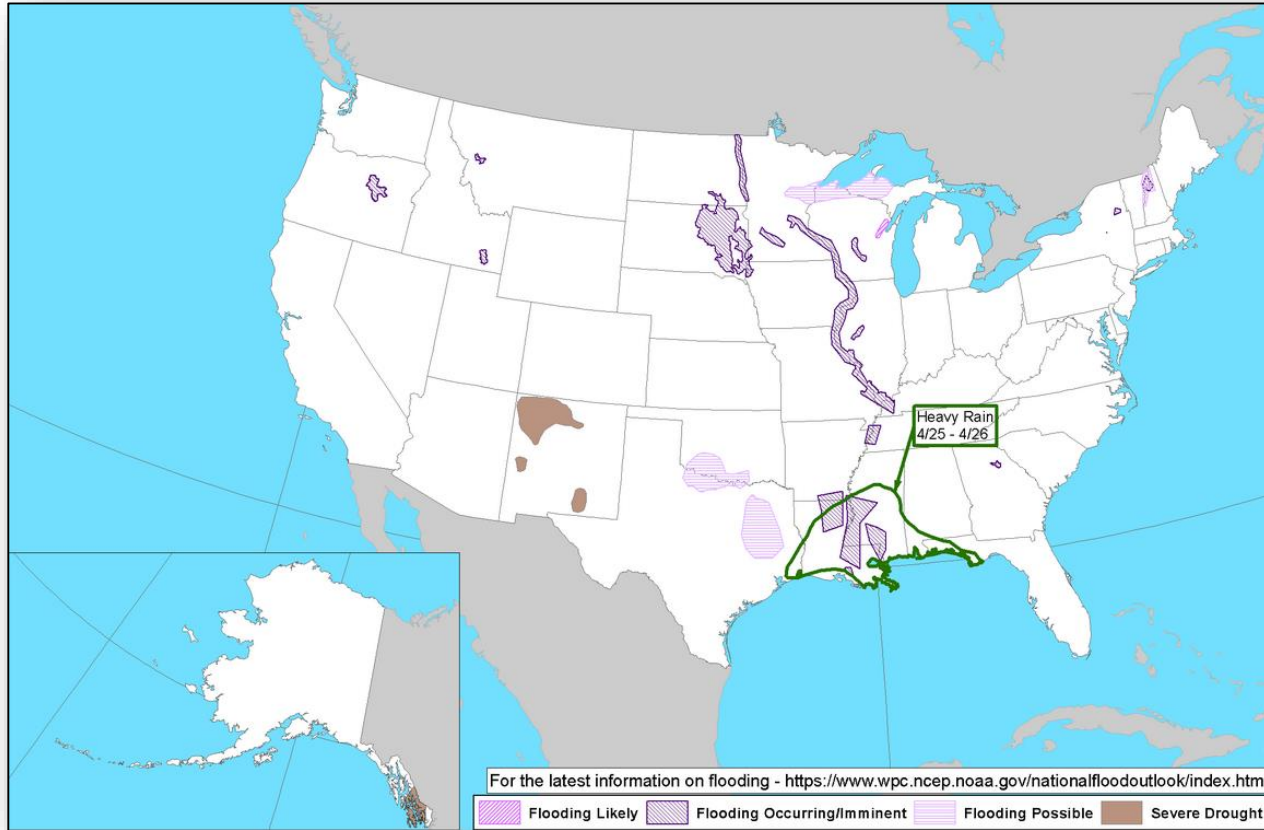 Heavy Rain
4/25 - 4/26
For the latest information on flooding - https://www.wpc.ncep.noaa.gov/nationalfloodoutlook/index.htm
Flooding Likely
Flooding Occurring/Imminent
Flooding Possible
Severe Drought